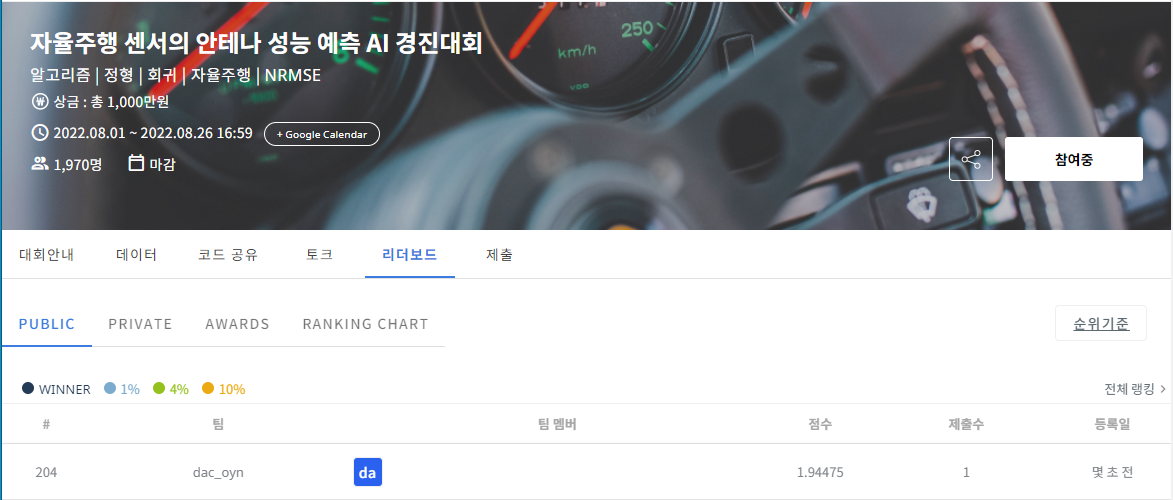 자율주행 센서의 안테나 성능 예측 AI 경진대회
알고리즘 | 정형 | 회귀 | 자율주행 | NRMSE
₩ 상금 : 총 1,000만원
2022.08.01 ~ 2022.08.26 16:59 + Google Calendar
1,970명 마감
250
km/h
참여중
대회안내 데이터 코드 공유 토크 리더보드 제출
PUBLIC PRIVATE AWARDS RANKING CHART 순위기준
WINNER 1% 4% 10% 전체 랭킹 >
# 팀 팀 멤버 점수 제출수 등록일
204 dac_oyn da 1.94475 1 몇 초 전